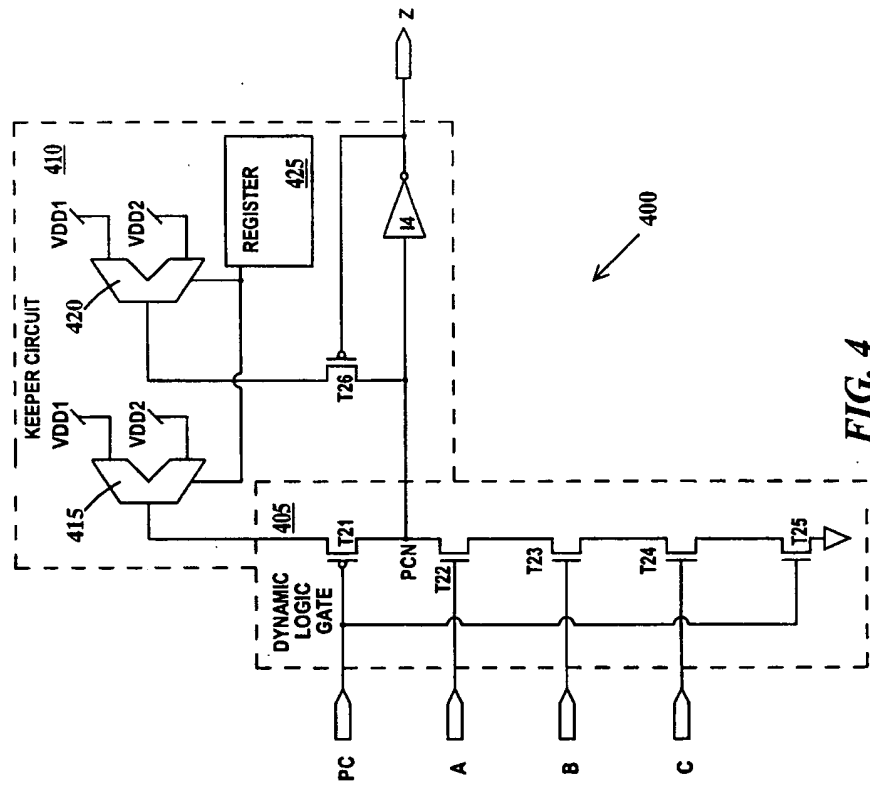 KEEPER CIRCUIT
410
VDD1
VDD2
415
VDD1
VDD2
420
REGISTER
425
DYNAMIC
LOGIC
GATE
405
T21
T26
PCN
I4
Z
T22
T23
T24
T25
PC
A
B
C
400
FIG. 4